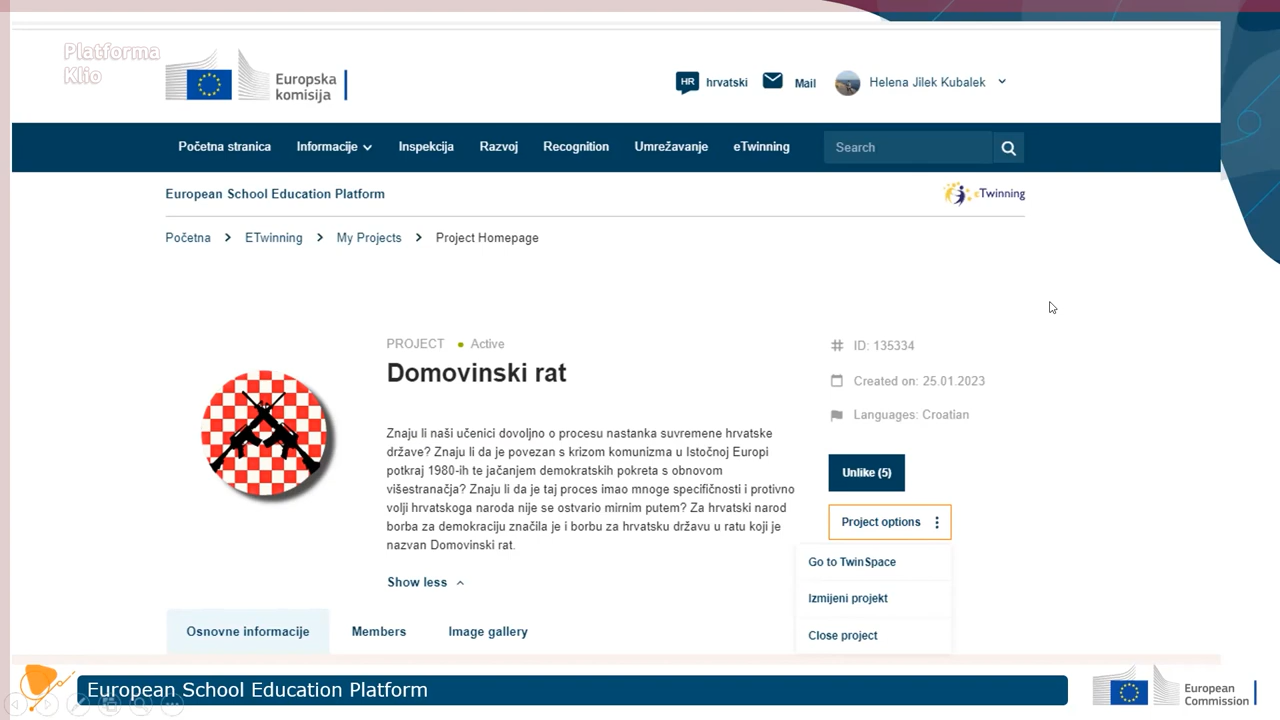 Platforma
Klio
Europska
komisija
HR hrvatski Mail Helena Jilek Kubalek
Početna stranica Informacije Inspekcija Razvoj Recognition Umrežavanje eTwinning Search
European School Education Platform eTwinning
Početna ETwinning My Projects Project Homepage
PROJECT Active
Domovinski rat
Znaju li naši učenici dovoljno o procesu nastanka suvremene hrvatske
države? Znaju li da je povezan s krizom komunizma u Istočnoj Europi
potkraj 1980-ih te jačanjem demokratskih pokreta s obnovom
višestranačja? Znaju li da je taj proces imao mnoge specifičnosti i protivno
volji hrvatskoga naroda nije se ostvario mirnim putem? Za hrvatski narod
borba za demokraciju značila je i borbu za hrvatsku državu u ratu koji je
nazvan Domovinski rat.
Show less
ID: 135334
Created on: 25.01.2023
Languages: Croatian
Unlike (5)
Project options
Go to TwinSpace
Izmijeni projekt
Close project
Osnovne informacije Members Image gallery
European School Education Platform
European
Commission